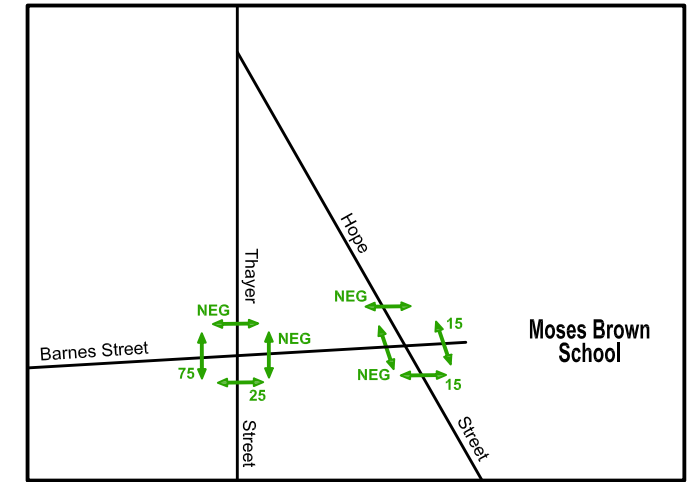 Hope
Thayer
NEG
NEG
NEG
15
Moses Brown
School
Barnes Street
75
NEG
15
25
Street
Street